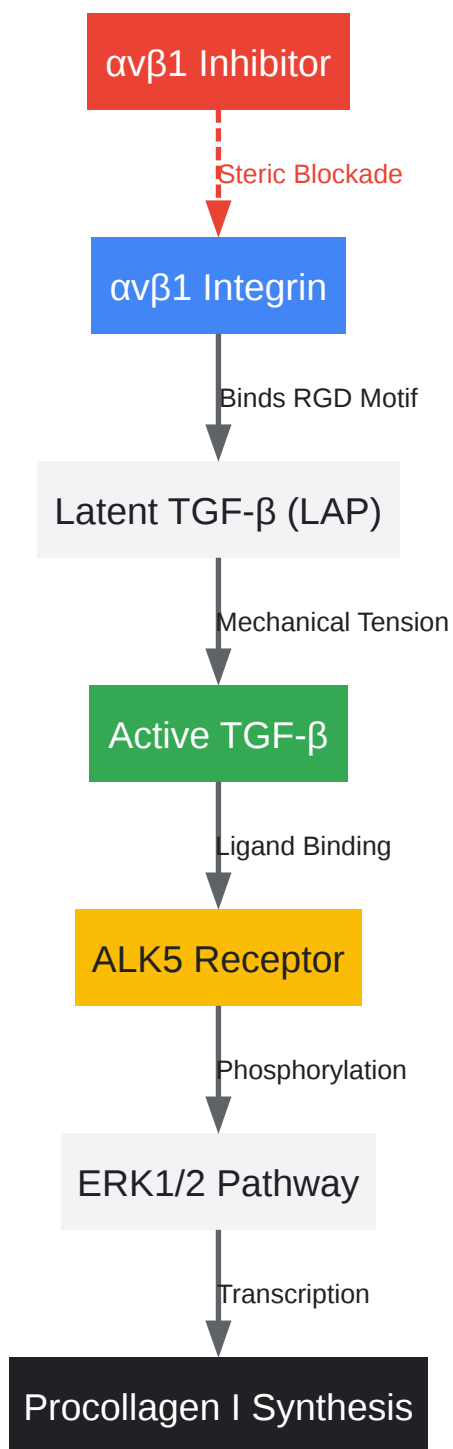 αvβ1 Inhibitor
Steric Blockade
αvβ1 Integrin
Binds RGD Motif
Latent TGF-β (LAP)
Mechanical Tension
Active TGF-β
Ligand Binding
ALK5 Receptor
Phosphorylation
ERK1/2 Pathway
Transcription
Procollagen I Synthesis